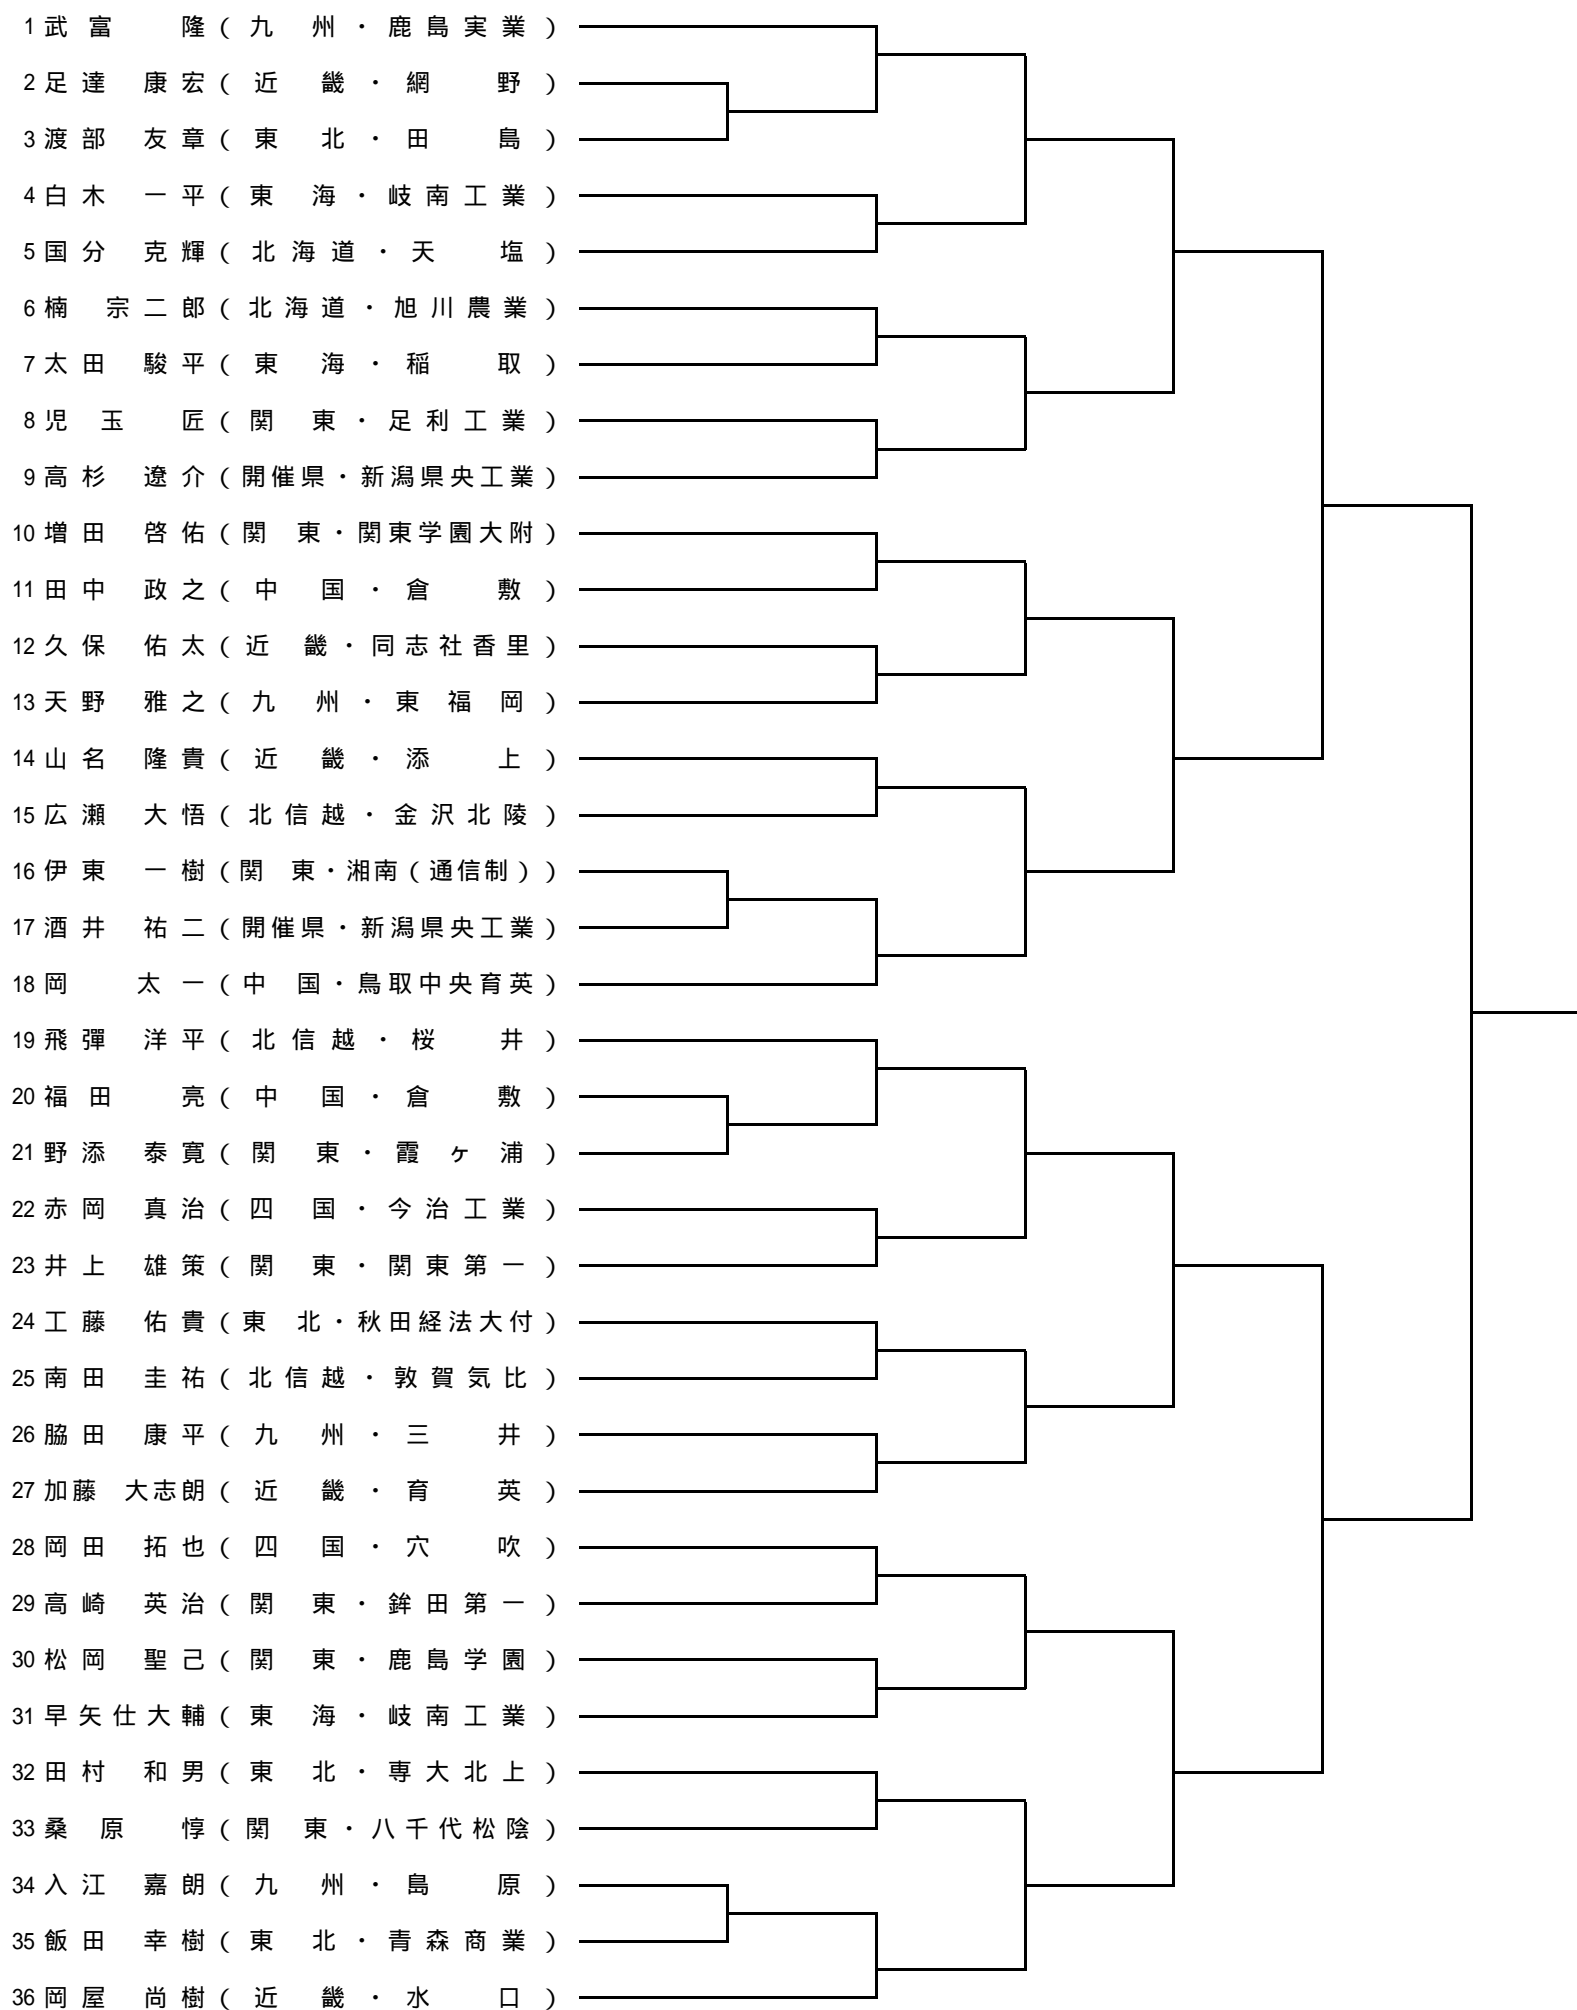 1 武富 隆(九州・鹿島実業)
2 足達 康宏(近畿・網野)
3 渡部 友章(東北・田島)
4 白木 一平(東海・岐南工業)
5 国分 克輝(北海道・天塩)
6 楠 宗二郎(北海道・旭川農業)
7 太田 駿平(東海・稲取)
8 児玉 匠(関東・足利工業)
9 高杉 遼介(開催県・新潟県央工業)
10 増田 啓佑(関東・関東学園大附)
11 田中 政之(中国・倉敷)
12 久保 佑太(近畿・同志社香里)
13 天野 雅之(九州・東福岡)
14 山名 隆貴(近畿・添上)
15 広瀬 大悟(北信越・金沢北陵)
16 伊東 一樹(関東・湘南(通信制))
17 酒井 祐二(開催県・新潟県央工業)
18 岡 太一(中国・鳥取中央育英)
19 飛彈 洋平(北信越・桜井)
20 福田 亮(中国・倉敷)
21 野添 泰寛(関東・霞ヶ浦)
22 赤岡 真治(四国・今治工業)
23 井上 雄策(関東・関東第一)
24 工藤 佑貴(東北・秋田経法大付)
25 南田 圭祐(北信越・敦賀気比)
26 脇田 康平(九州・三井)
27 加藤 大志朗(近畿・育英)
28 岡田 拓也(四国・穴吹)
29 高崎 英治(関東・鉾田第一)
30 松岡 聖己(関東・鹿島学園)
31 早矢仕大輔(東海・岐南工業)
32 田村 和男(東北・専大北上)
33 桑原 惇(関東・八千代松陰)
34 入江 嘉朗(九州・島原)
35 飯田 幸樹(東北・青森商業)
36 岡屋 尚樹(近畿・水口)